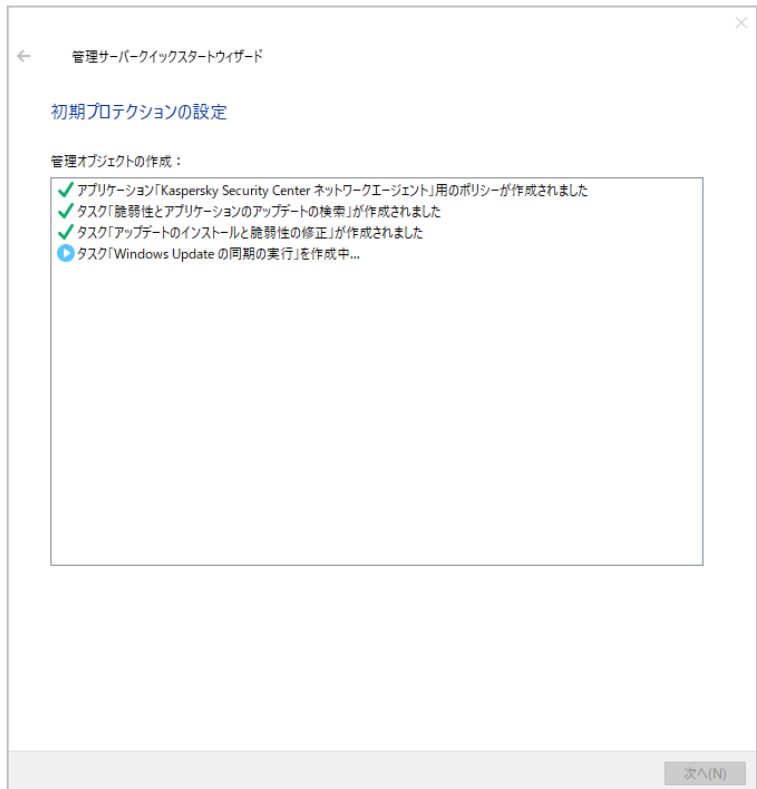 管理サーバークイックスタートウィザード
初期プロテクションの設定
管理オブジェクトの作成：
アプリケーション「Kaspersky Security Center ネットワークエージェント」用のポリシーが作成されました
タスク「脆弱性とアプリケーションのアップデートの検索」が作成されました
タスク「アップデートのインストールと脆弱性の修正」が作成されました
タスク「Windows Update の同期の実行」を作成中...
次へ(N)